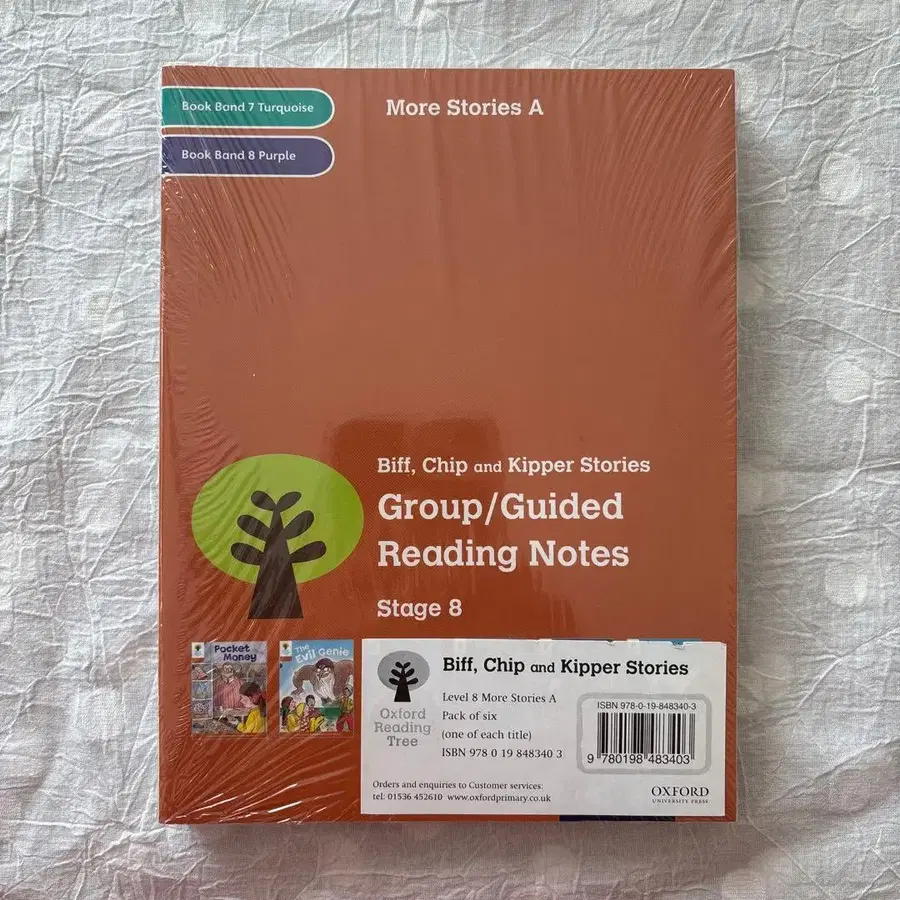 Book Band 7 Turquoise
More Stories A
Book Band 8 Purple
Biff, Chip and Kipper Stories
Group/Guided
Reading Notes
Stage 8
Pocket
Money
The
Evil Genie
Biff, Chip and Kipper Stories
Oxford
Reading
Tree
Level 8 More Stories A
Pack of six
(one of each title)
ISBN 978 0 19 848340 3
ISBN 978-0-19-848340-3
9 780198 483403
Orders and enquiries to Customer services:
tel: 01536 452610 www.oxfordprimary.co.uk
OXFORD
UNIVERSITY PRESS